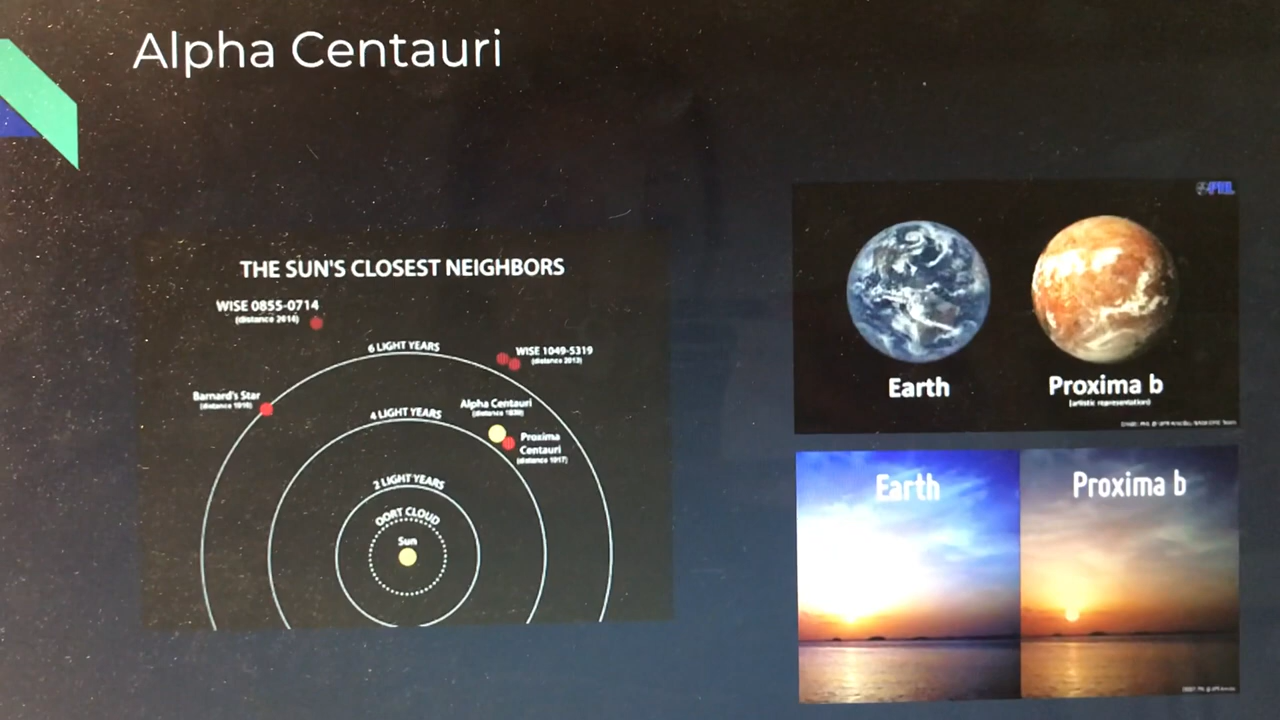 Alpha Centauri
THE SUN'S CLOSEST NEIGHBORS
WISE 0855-0714
(distance 2014)
6 LIGHT YEARS
WISE 1049-5319
(distance 2013)
Barnard's Star
(distance 1916)
4 LIGHT YEARS
Alpha Centauri
(distance 1839)
Proxima
Centauri
(distance 1917)
2 LIGHT YEARS
OORT CLOUD
Sun
PHL
Earth
Proxima b
(artistic representation)
Earth
Proxima b